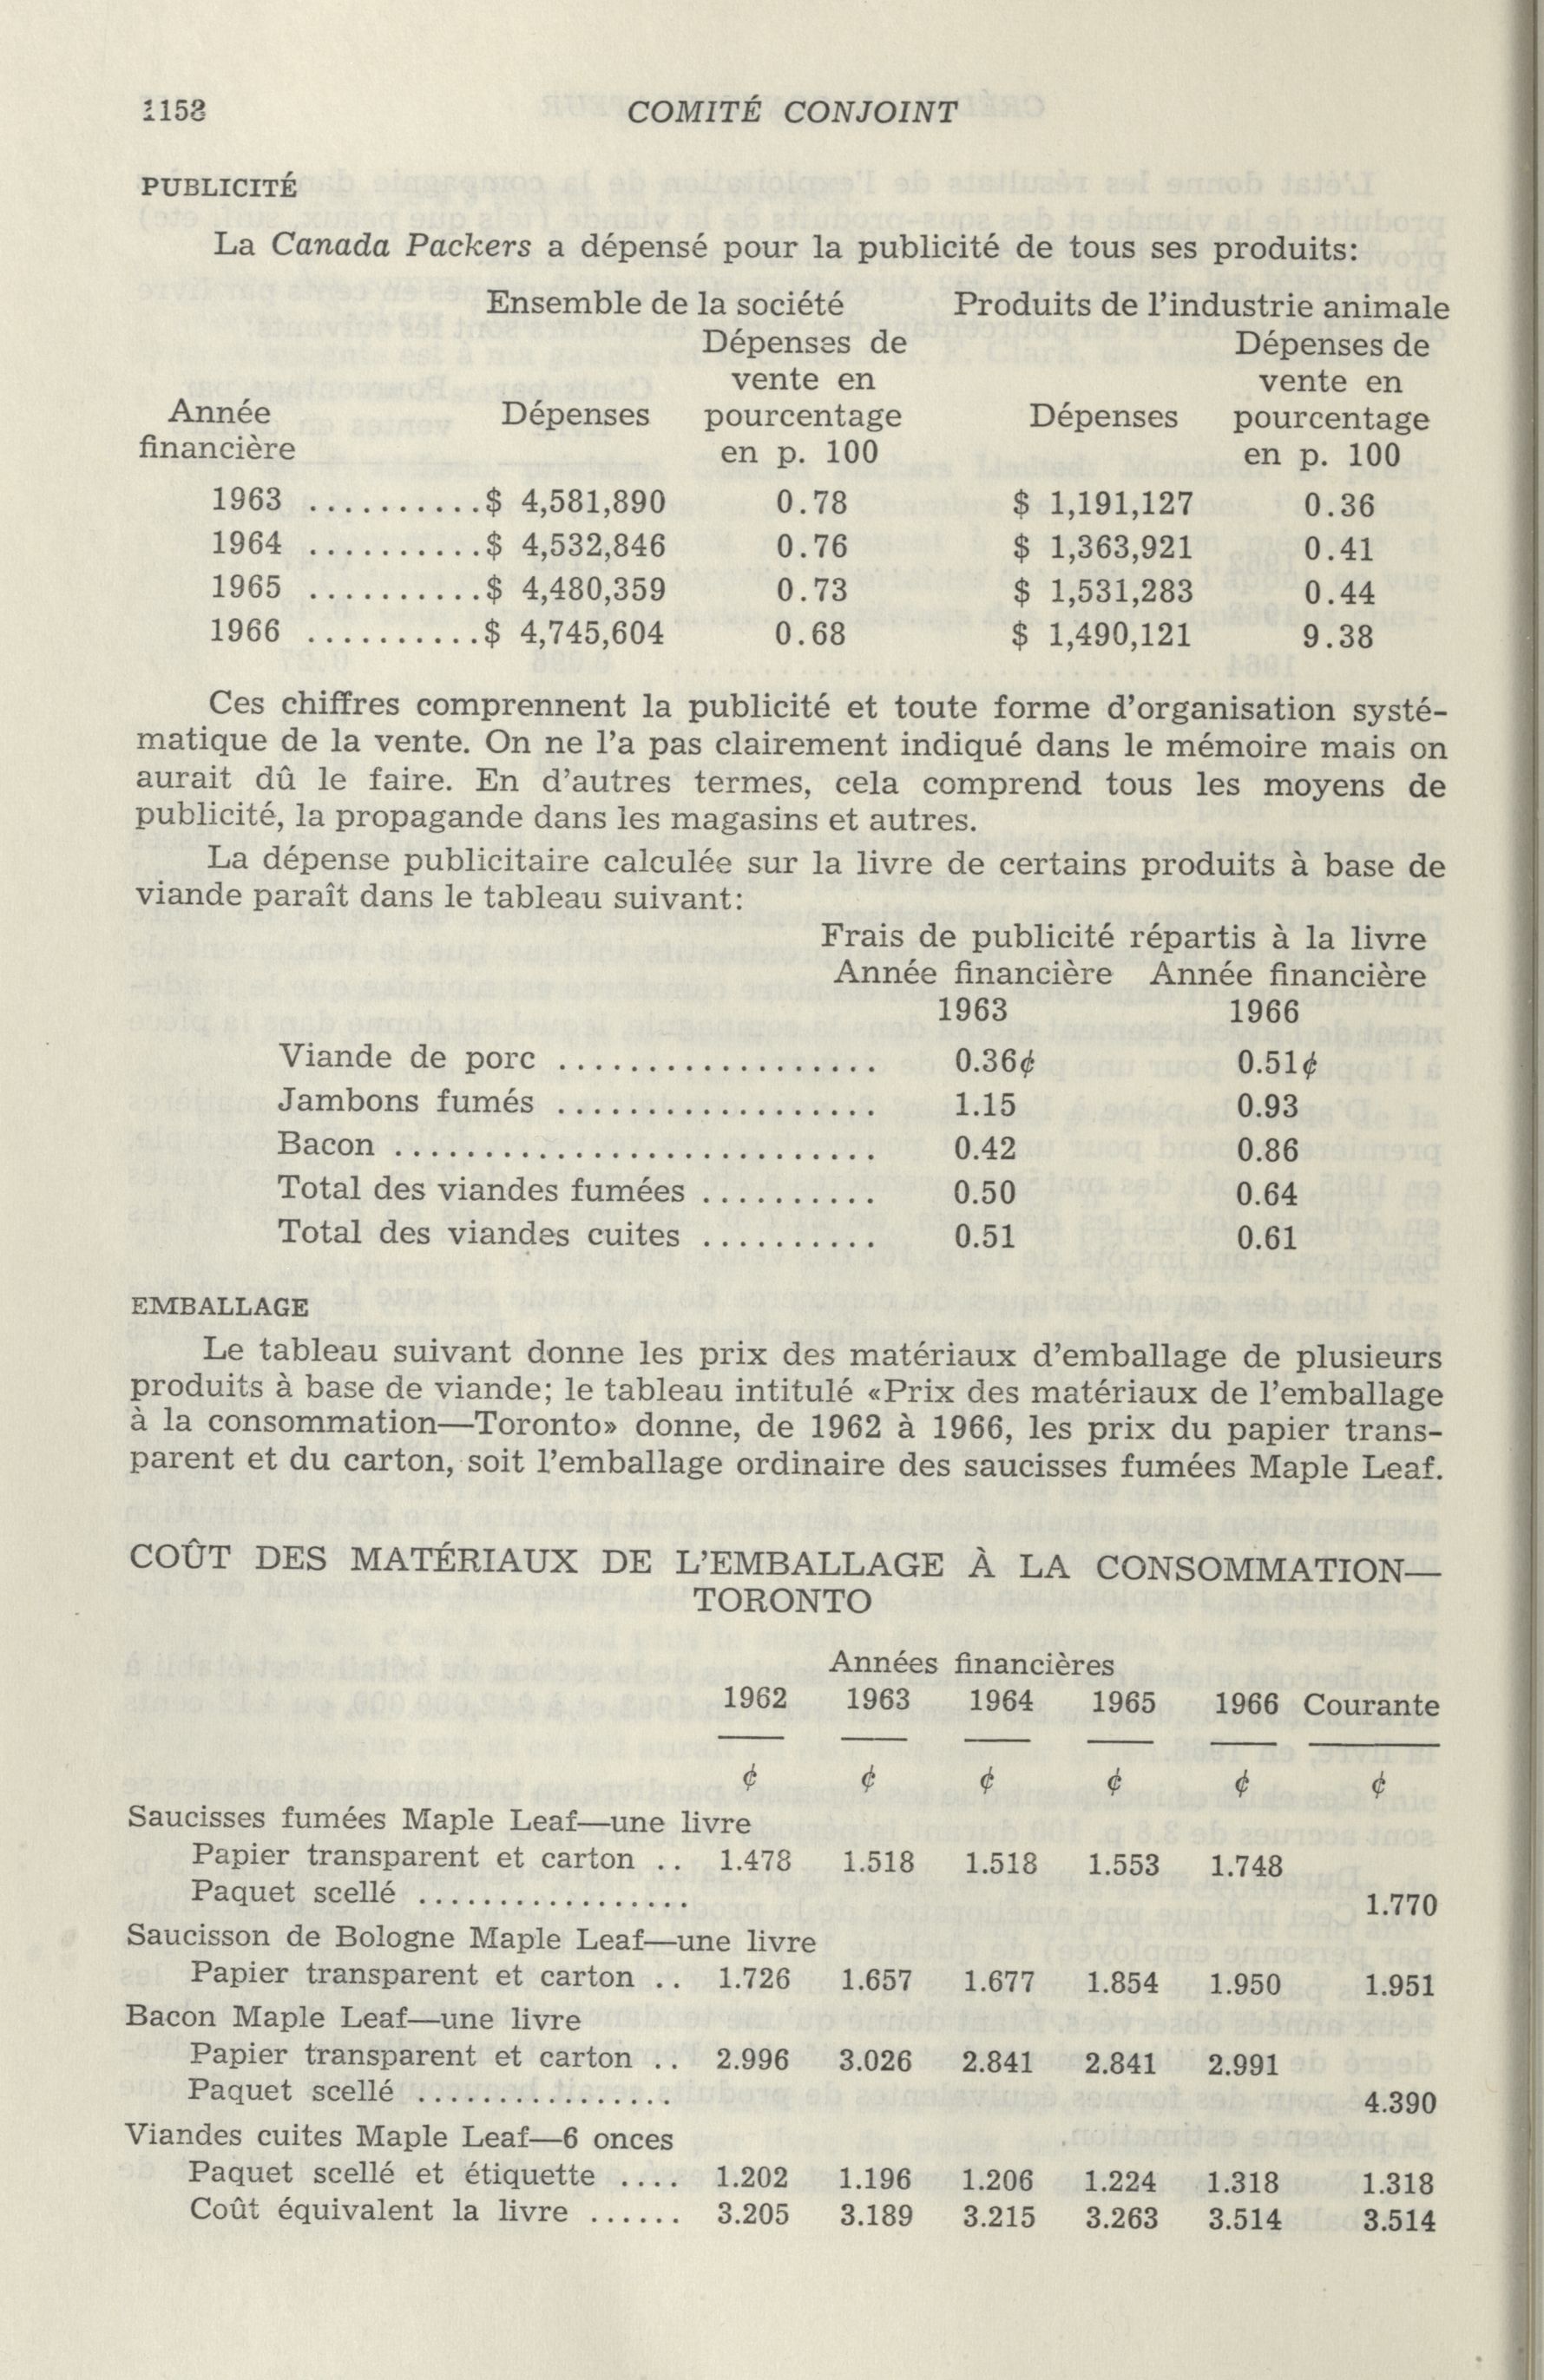 1158 COMITÉ CONJOINT
PUBLICITÉ
La Canada Packers a dépensé pour la publicité de tous ses produits:
Ensemble de la société Produits de l'industrie animale
Dépenses de Dépenses de
vente en vente en
Année Dépenses pourcentage Dépenses pourcentage
financière en p. 100 en p. 100
1963 .......... $ 4,581,890 0.78 $ 1,191,127 0.36
1964 .......... $ 4,532,846 0.76 $ 1,363,921 0.41
1965 .......... $ 4,480,359 0.73 $ 1,531,283 0.44
1966 .......... $ 4,745,604 0.68 $ 1,490,121 9.38
Ces chiffres comprennent la publicité et toute forme d'organisation systé-
matique de la vente. On ne l'a pas clairement indiqué dans le mémoire mais on
aurait dû le faire. En d'autres termes, cela comprend tous les moyens de
publicité, la propagande dans les magasins et autres.
La dépense publicitaire calculée sur la livre de certains produits à base de
viande paraît dans le tableau suivant:
Frais de publicité répartis à la livre
Année financière Année financière
1963 1966
Viande de porc .................. 0.36¢ 0.51¢
Jambons fumés .................. 1.15 0.93
Bacon ........................... 0.42 0.86
Total des viandes fumées .......... 0.50 0.64
Total des viandes cuites .......... 0.51 0.61
EMBALLAGE
Le tableau suivant donne les prix des matériaux d'emballage de plusieurs
produits à base de viande; le tableau intitulé «Prix des matériaux de l'emballage
à la consommation—Toronto» donne, de 1962 à 1966, les prix du papier trans-
parent et du carton, soit l'emballage ordinaire des saucisses fumées Maple Leaf.
COÛT DES MATÉRIAUX DE L'EMBALLAGE À LA CONSOMMATION—
TORONTO
Années financières
1962 1963 1964 1965 1966 Courante
¢ ¢ ¢ ¢ ¢ ¢
Saucisses fumées Maple Leaf—une livre
Papier transparent et carton .. 1.478 1.518 1.518 1.553 1.748
Paquet scellé ................. 1.770
Saucisson de Bologne Maple Leaf—une livre
Papier transparent et carton .. 1.726 1.657 1.677 1.854 1.950 1.951
Bacon Maple Leaf—une livre
Papier transparent et carton .. 2.996 3.026 2.841 2.841 2.991
Paquet scellé ................ 4.390
Viandes cuites Maple Leaf—6 onces
Paquet scellé et étiquette .... 1.202 1.196 1.206 1.224 1.318 1.318
Coût équivalent la livre ...... 3.205 3.189 3.215 3.263 3.514 3.514